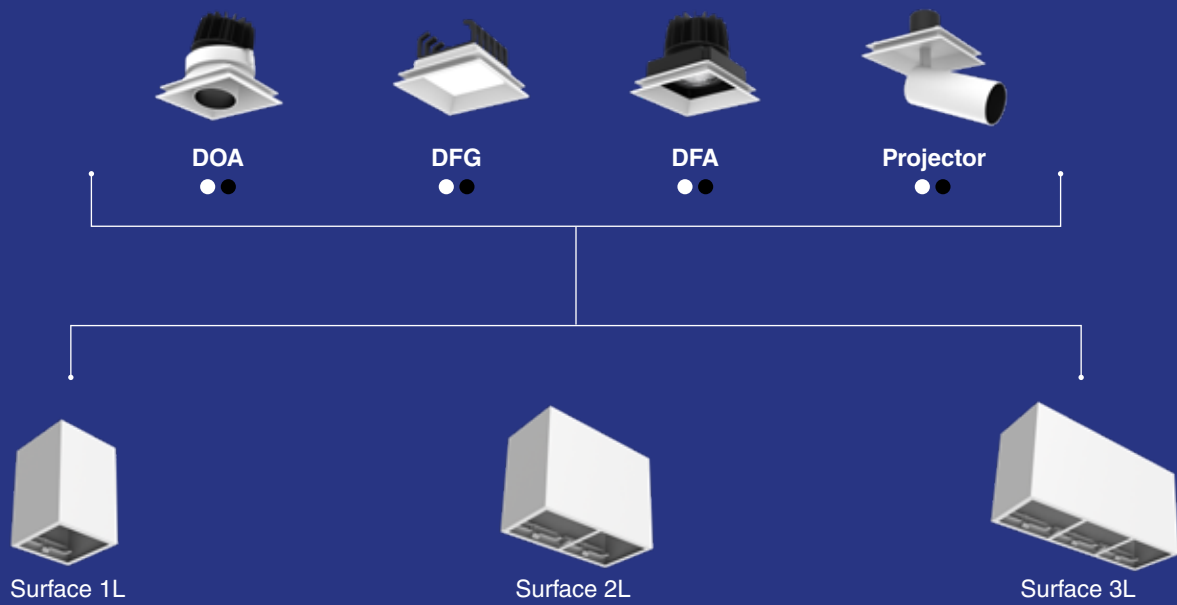 DOA
DFG
DFA
Projector
Surface 1L
Surface 2L
Surface 3L